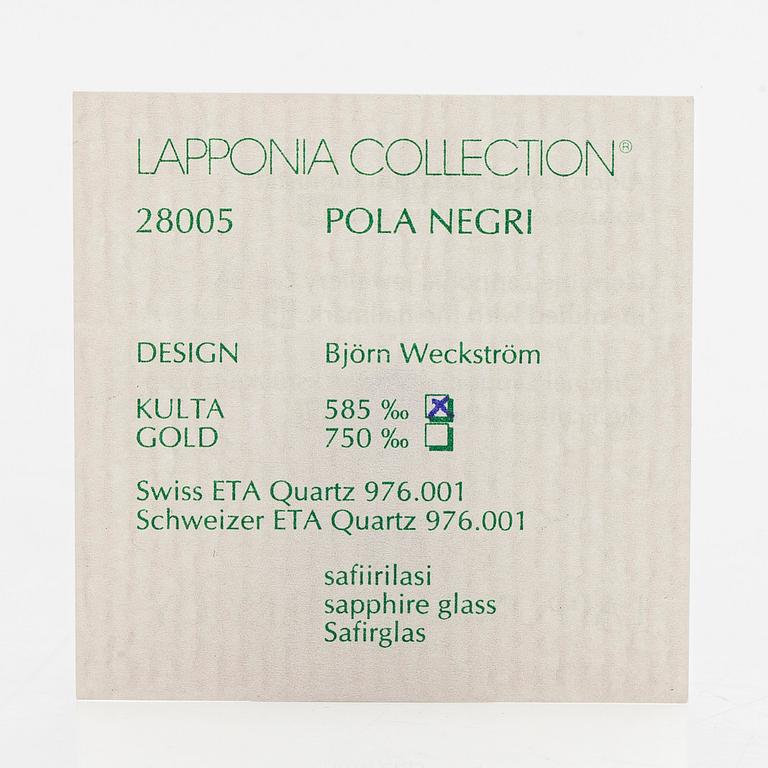 LAPPONIA COLLECTION®
28005 POLA NEGRI
DESIGN Björn Weckström
KULTA 585 ‰ ☒
GOLD 750 ‰ ☐
Swiss ETA Quartz 976.001
Schweizer ETA Quartz 976.001
safiirilasi
sapphire glass
Safirglas